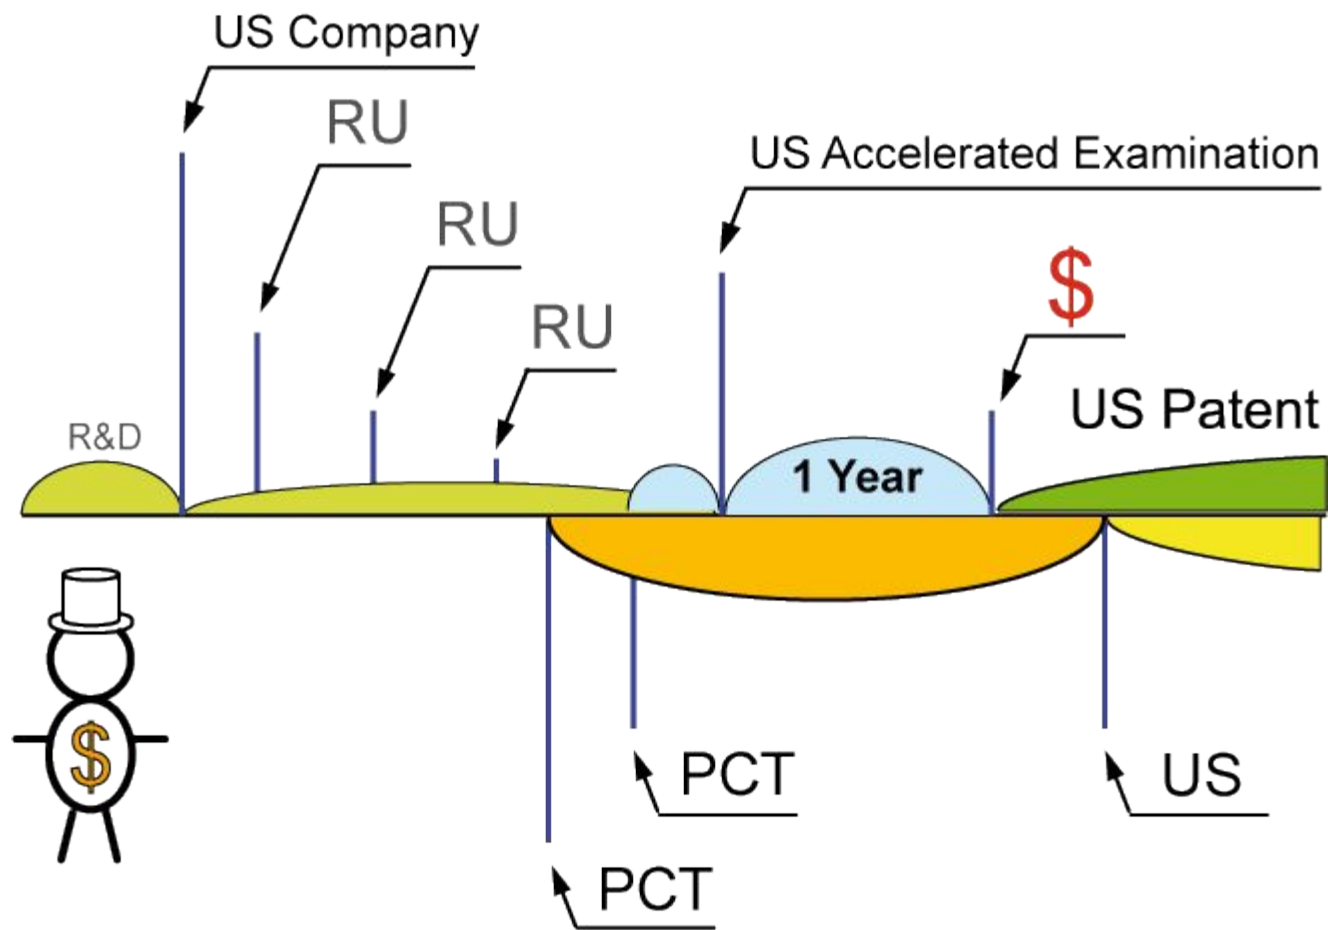 US Company
RU
US Accelerated Examination
RU
$
RU
US Patent
R&D
1 Year
$
PCT
US
PCT